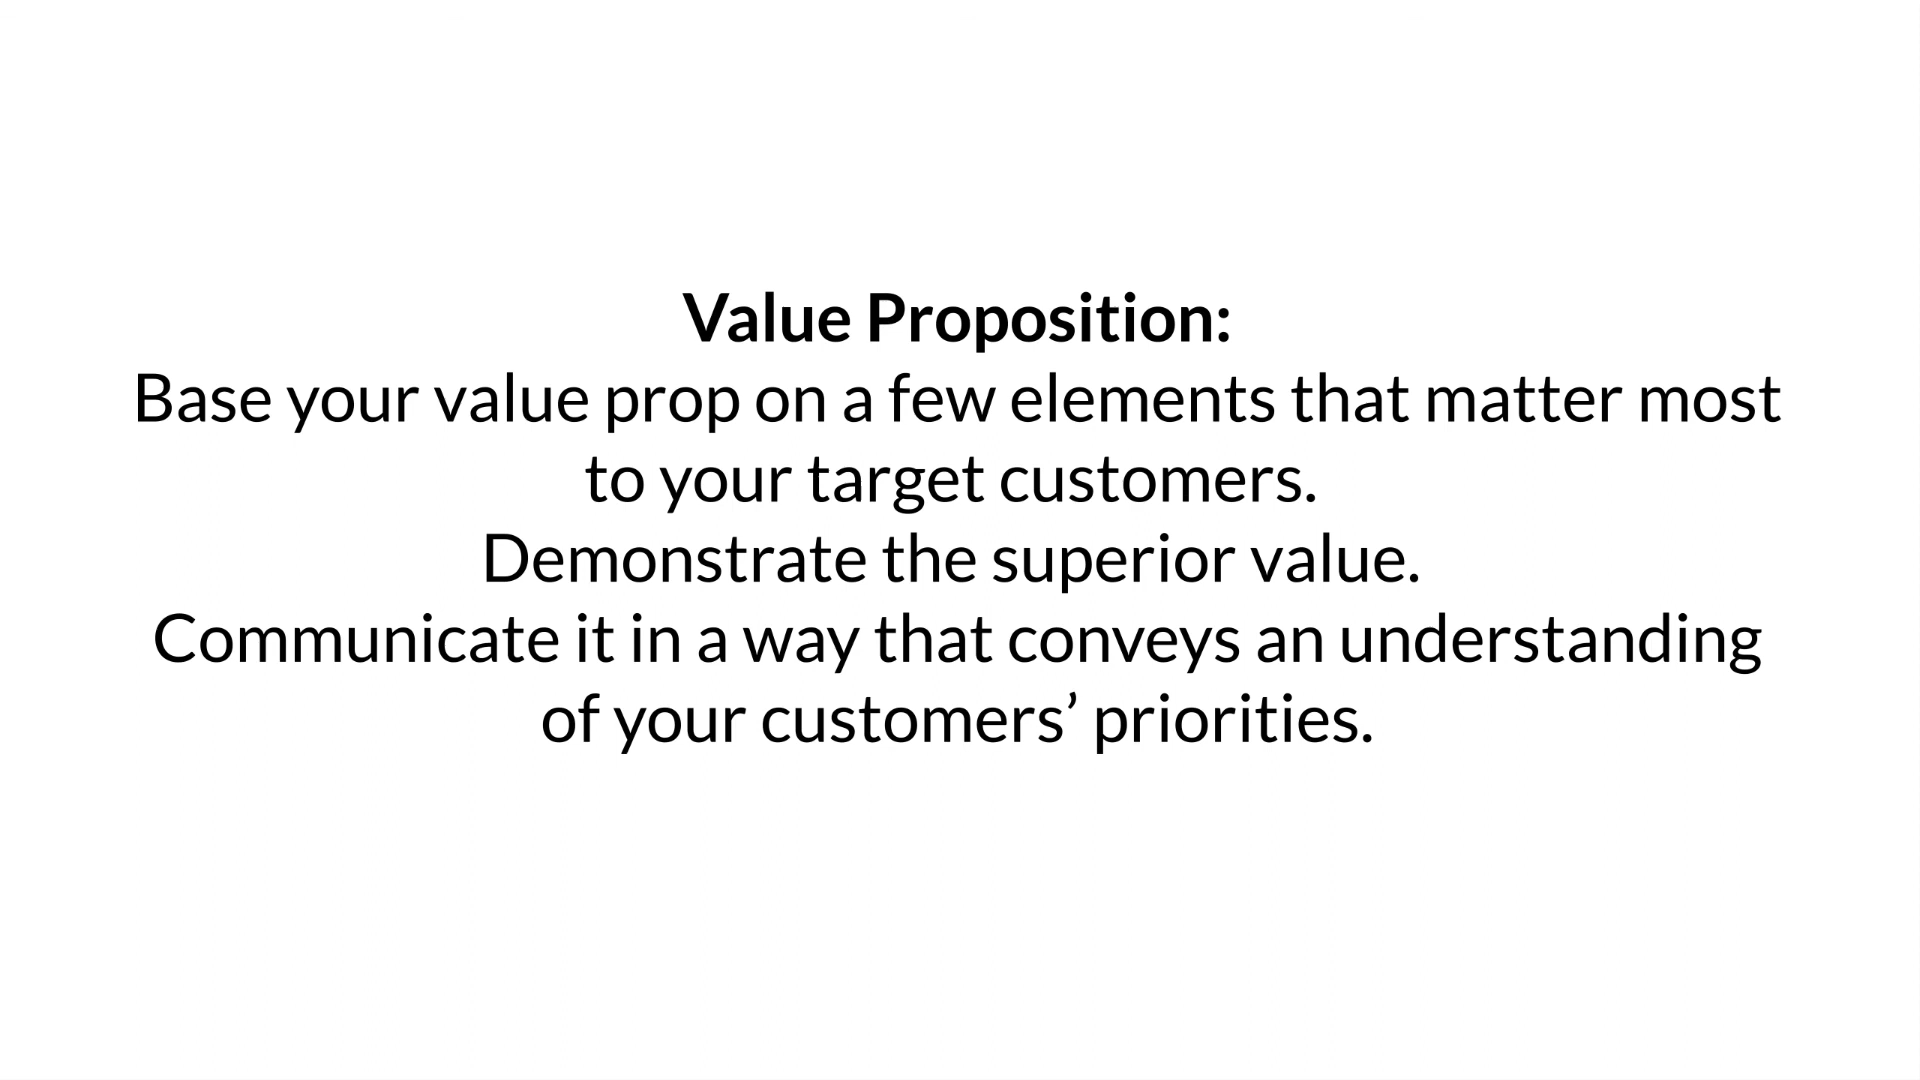 Value Proposition:
Base your value prop on a few elements that matter most
to your target customers.
Demonstrate the superior value.
Communicate it in a way that conveys an understanding
of your customers’ priorities.